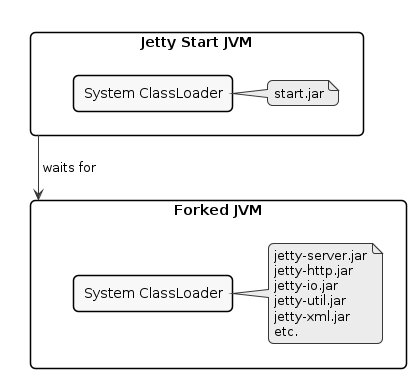 Jetty Start JVM
System ClassLoader
start.jar
waits for
Forked JVM
System ClassLoader
jetty-server.jar
jetty-http.jar
jetty-io.jar
jetty-util.jar
jetty-xml.jar
etc.